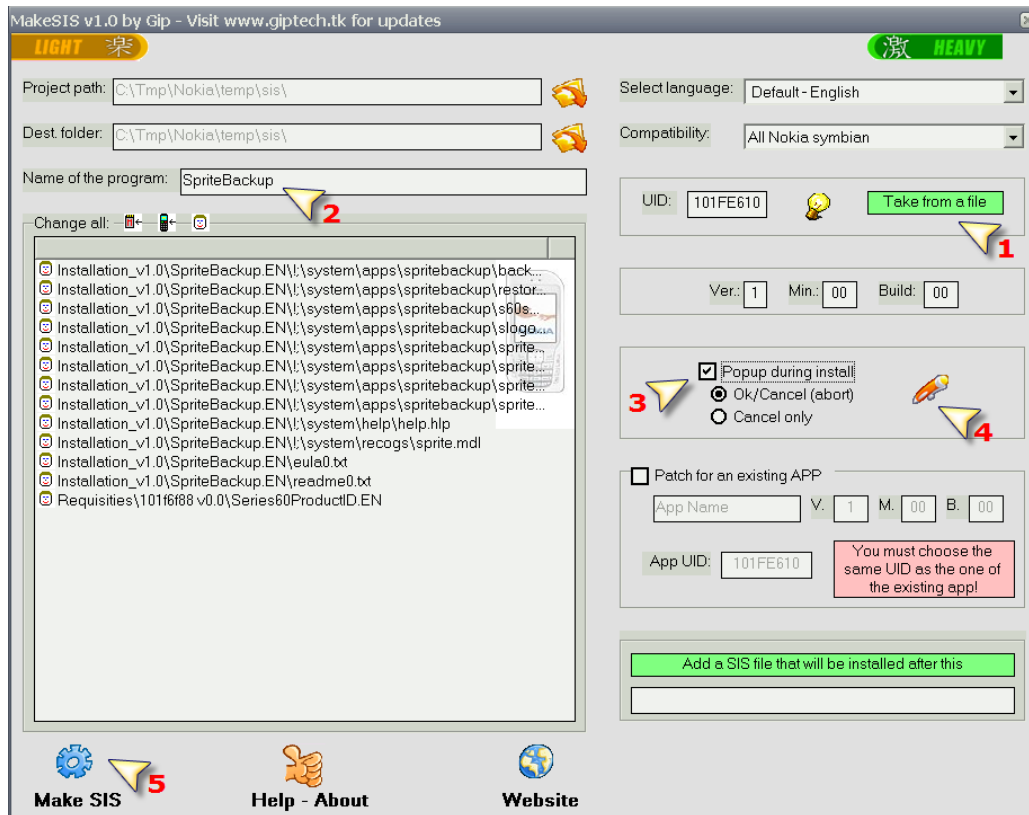 MakeSIS v1.0 by Gip - Visit www.giptech.tk for updates
LIGHT 楽
激 HEAVY
Project path: C:\Tmp\Nokia\temp\sis\
Dest. folder: C:\Tmp\Nokia\temp\sis\
Name of the program: SpriteBackup
2
Change all:
Installation_v1.0\SpriteBackup.EN\!;\system\apps\spritebackup\back...
Installation_v1.0\SpriteBackup.EN\!;\system\apps\spritebackup\restor...
Installation_v1.0\SpriteBackup.EN\!;\system\apps\spritebackup\s60s...
Installation_v1.0\SpriteBackup.EN\!;\system\apps\spritebackup\slogo...
Installation_v1.0\SpriteBackup.EN\!;\system\apps\spritebackup\sprite...
Installation_v1.0\SpriteBackup.EN\!;\system\apps\spritebackup\sprite...
Installation_v1.0\SpriteBackup.EN\!;\system\apps\spritebackup\sprite...
Installation_v1.0\SpriteBackup.EN\!;\system\apps\spritebackup\sprite...
Installation_v1.0\SpriteBackup.EN\!;\system\help\help.hlp
Installation_v1.0\SpriteBackup.EN\!;\system\recogs\sprite.mdl
Installation_v1.0\SpriteBackup.EN\eula0.txt
Installation_v1.0\SpriteBackup.EN\readme0.txt
Requisities\101f6f88 v0.0\Series60ProductID.EN
NOKIA
Select language: Default - English
Compatibility: All Nokia symbian
UID: 101FE610 Take from a file
1
Ver.: 1 Min.: 00 Build: 00
Popup during install
3 Ok/Cancel (abort)
Cancel only
4
Patch for an existing APP
App Name V. 1 M. 00 B. 00
App UID: 101FE610
You must choose the
same UID as the one of
the existing app!
Add a SIS file that will be installed after this
5
Make SIS Help - About Website